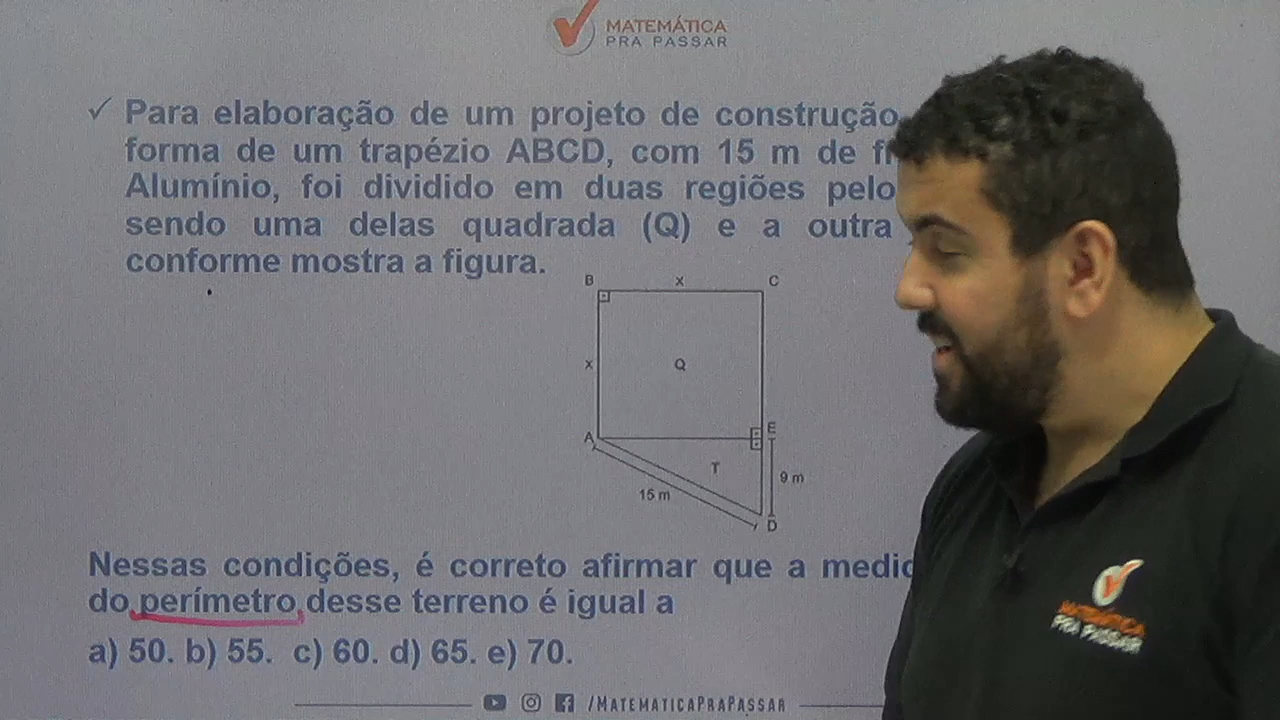 MATEMÁTICA
PRA PASSAR
✓ Para elaboração de um projeto de construção,
forma de um trapézio ABCD, com 15 m de
Alumínio, foi dividido em duas regiões pelo
sendo uma delas quadrada (Q) e a outra
conforme mostra a figura.
B x C
x Q
A E
T
15 m 9 m
D
Nessas condições, é correto afirmar que a
do perímetro desse terreno é igual a
a) 50. b) 55. c) 60. d) 65. e) 70.
/MATEMATICAPRAPASSAR
MATEMÁTICA
PRA PASSAR